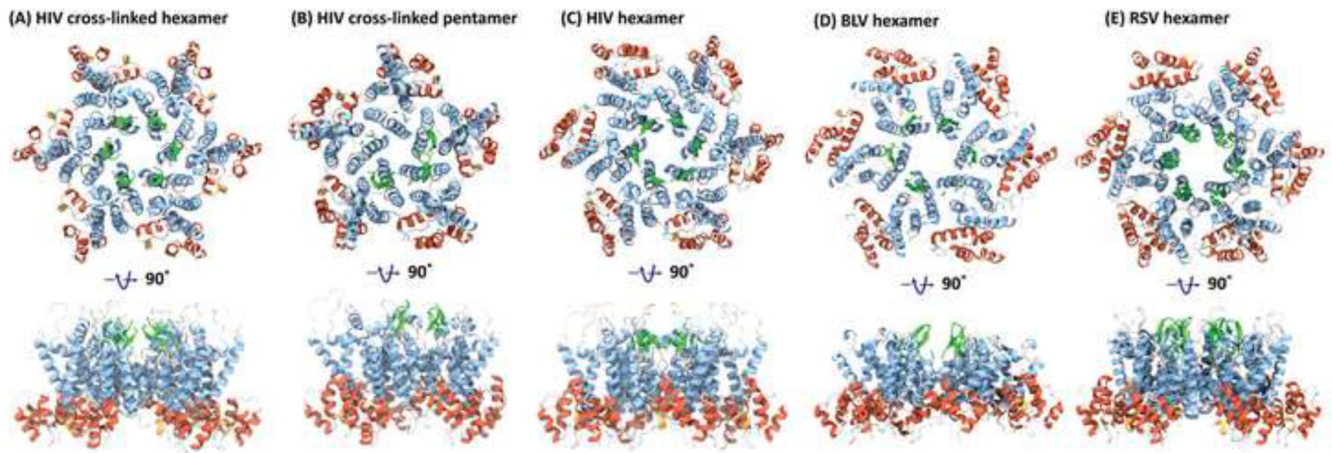 (A) HIV cross-linked hexamer
(B) HIV cross-linked pentamer
(C) HIV hexamer
(D) BLV hexamer
(E) RSV hexamer
90°
90°
90°
90°
90°